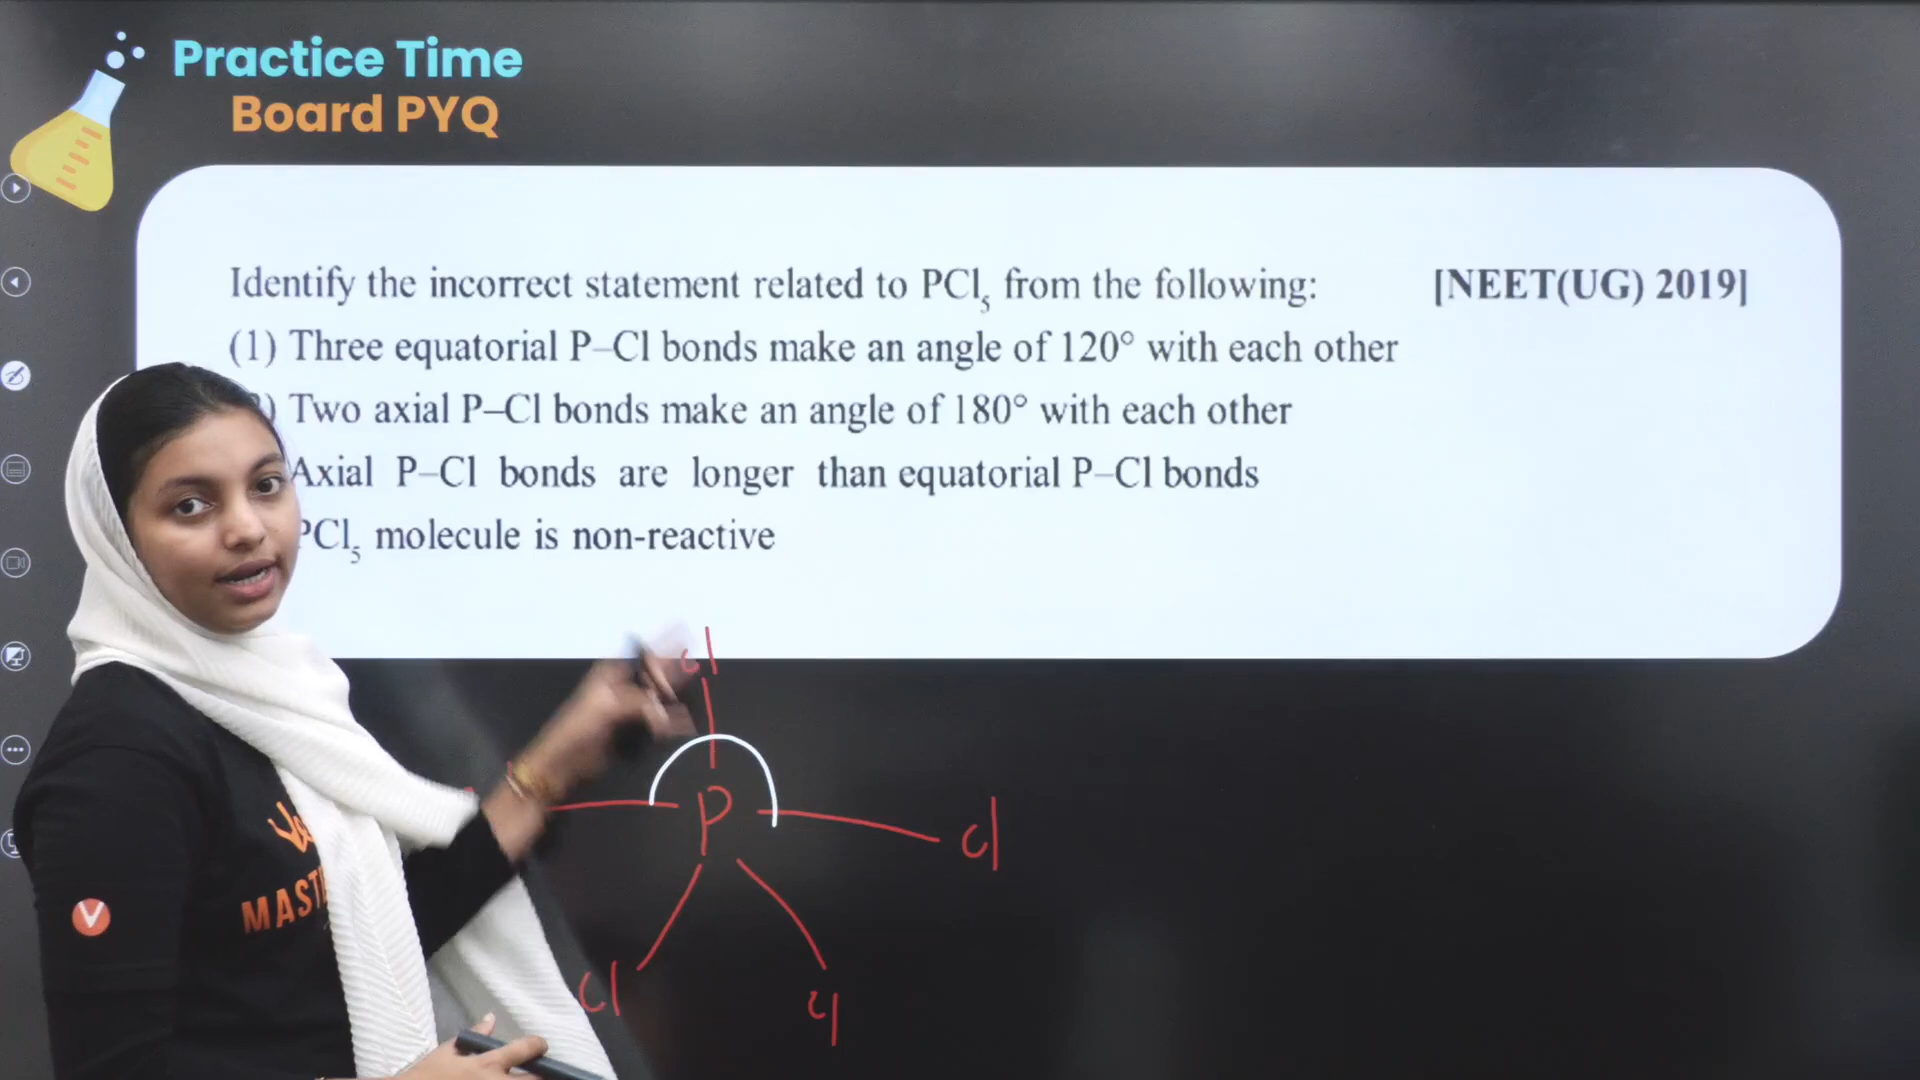 Practice Time
Board PYQ
Identify the incorrect statement related to PCl₅ from the following: [NEET(UG) 2019]
(1) Three equatorial P–Cl bonds make an angle of 120° with each other
) Two axial P–Cl bonds make an angle of 180° with each other
Axial P–Cl bonds are longer than equatorial P–Cl bonds
PCl₅ molecule is non-reactive
cl
P
cl
cl
cl
V
MAST